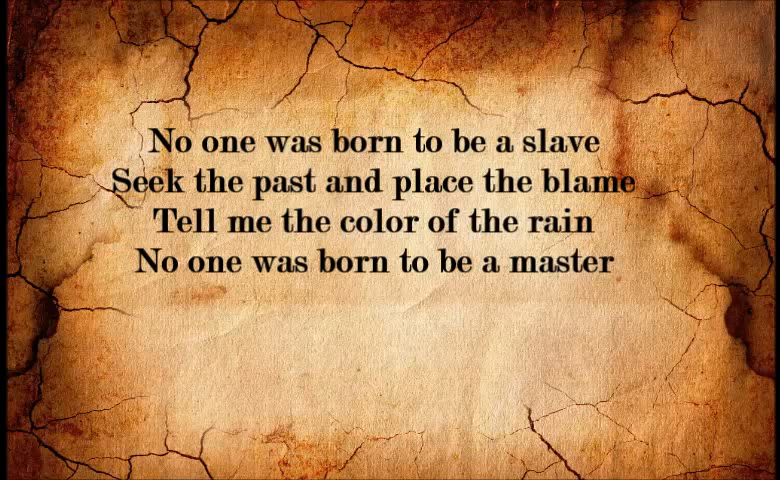 No one was born to be a slave
Seek the past and place the blame
Tell me the color of the rain
No one was born to be a master